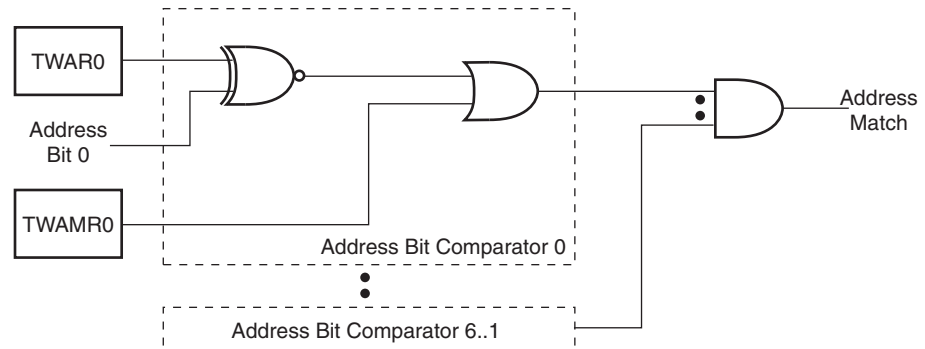 TWAR0
Address
Bit 0
TWAMR0
Address Bit Comparator 0
Address Bit Comparator 6..1
Address
Match